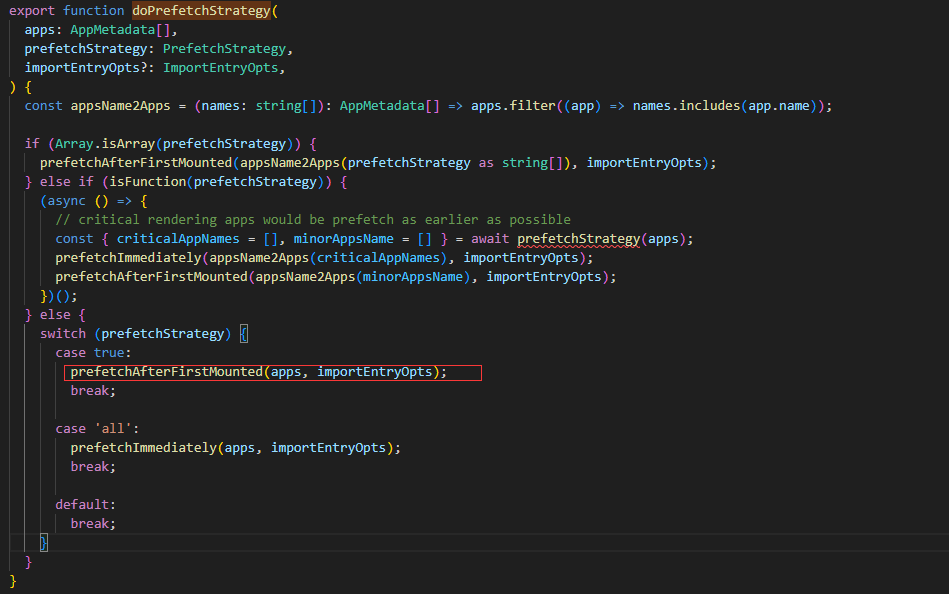 export function doPrefetchStrategy(
  apps: AppMetadata[],
  prefetchStrategy: PrefetchStrategy,
  importEntryOpts?: ImportEntryOpts,
) {
  const appsName2Apps = (names: string[]): AppMetadata[] => apps.filter((app) => names.includes(app.name));

  if (Array.isArray(prefetchStrategy)) {
    prefetchAfterFirstMounted(appsName2Apps(prefetchStrategy as string[]), importEntryOpts);
  } else if (isFunction(prefetchStrategy)) {
    (async () => {
      // critical rendering apps would be prefetch as earlier as possible
      const { criticalAppNames = [], minorAppsName = [] } = await prefetchStrategy(apps);
      prefetchImmediately(appsName2Apps(criticalAppNames), importEntryOpts);
      prefetchAfterFirstMounted(appsName2Apps(minorAppsName), importEntryOpts);
    })();
  } else {
    switch (prefetchStrategy) {
      case true:
        prefetchAfterFirstMounted(apps, importEntryOpts);
        break;

      case 'all':
        prefetchImmediately(apps, importEntryOpts);
        break;

      default:
        break;
    }
  }
}